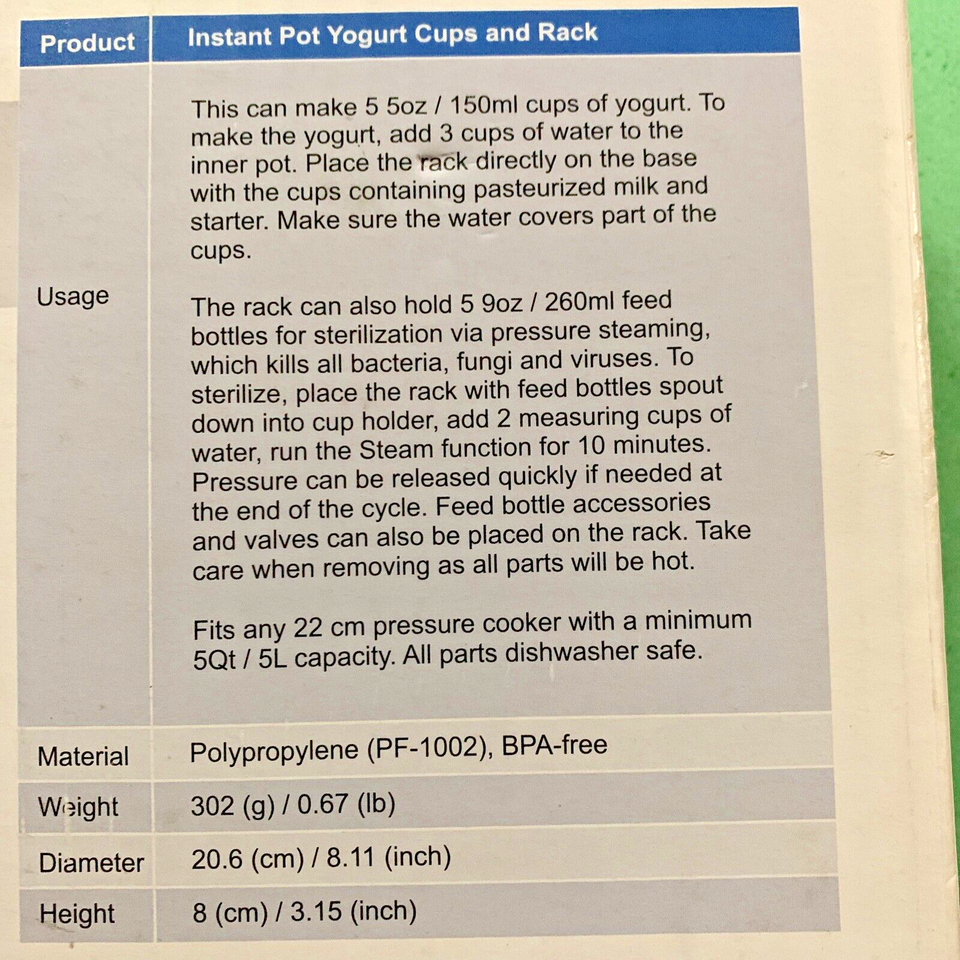 Product Instant Pot Yogurt Cups and Rack
This can make 5 5oz / 150ml cups of yogurt. To
make the yogurt, add 3 cups of water to the
inner pot. Place the rack directly on the base
with the cups containing pasteurized milk and
starter. Make sure the water covers part of the
cups.
Usage
The rack can also hold 5 9oz / 260ml feed
bottles for sterilization via pressure steaming,
which kills all bacteria, fungi and viruses. To
sterilize, place the rack with feed bottles spout
down into cup holder, add 2 measuring cups of
water, run the Steam function for 10 minutes.
Pressure can be released quickly if needed at
the end of the cycle. Feed bottle accessories
and valves can also be placed on the rack. Take
care when removing as all parts will be hot.
Fits any 22 cm pressure cooker with a minimum
5Qt / 5L capacity. All parts dishwasher safe.
Material Polypropylene (PF-1002), BPA-free
Weight 302 (g) / 0.67 (lb)
Diameter 20.6 (cm) / 8.11 (inch)
Height 8 (cm) / 3.15 (inch)